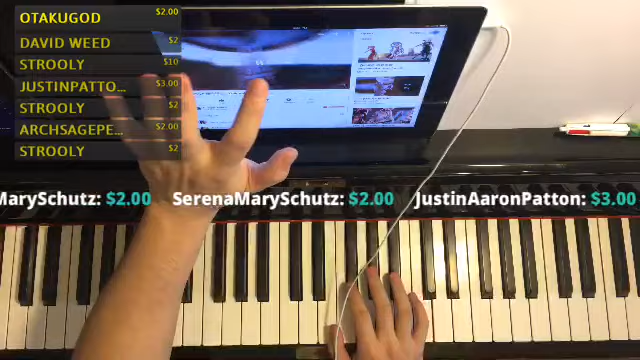 OTAKUGOD $2.00
DAVID WEED $2
STROOLY $10
JUSTINPATTO... $3.00
STROOLY $2
ARCHSAGEPE... $2.00
STROOLY $2
MarySchutz: $2.00 SerenaMarySchutz: $2.00 JustinAaronPatton: $3.00